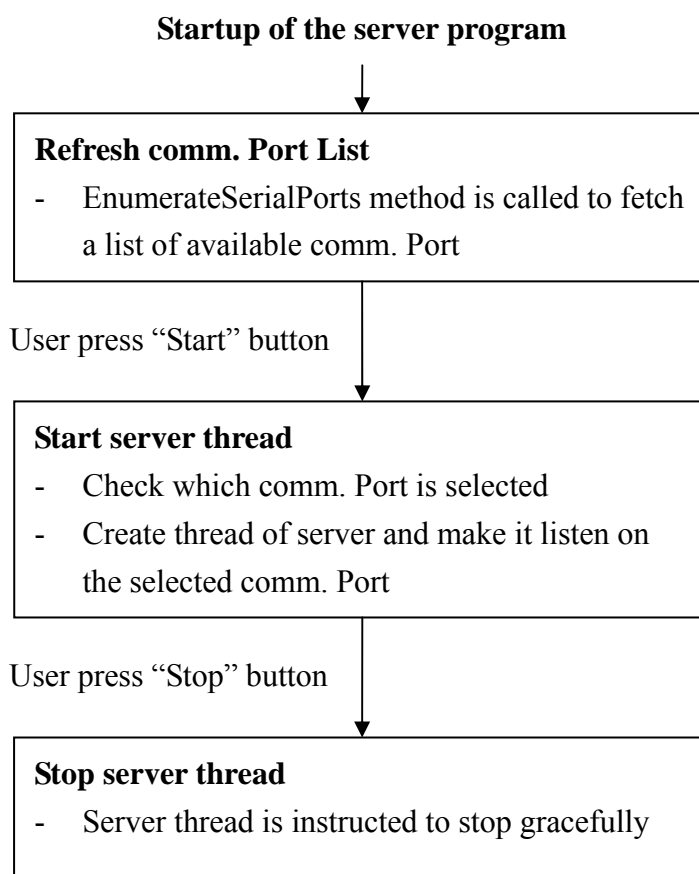 Startup of the server program
Refresh comm. Port List
- EnumerateSerialPorts method is called to fetch
a list of available comm. Port
User press “Start” button
Start server thread
- Check which comm. Port is selected
- Create thread of server and make it listen on
the selected comm. Port
User press “Stop” button
Stop server thread
- Server thread is instructed to stop gracefully